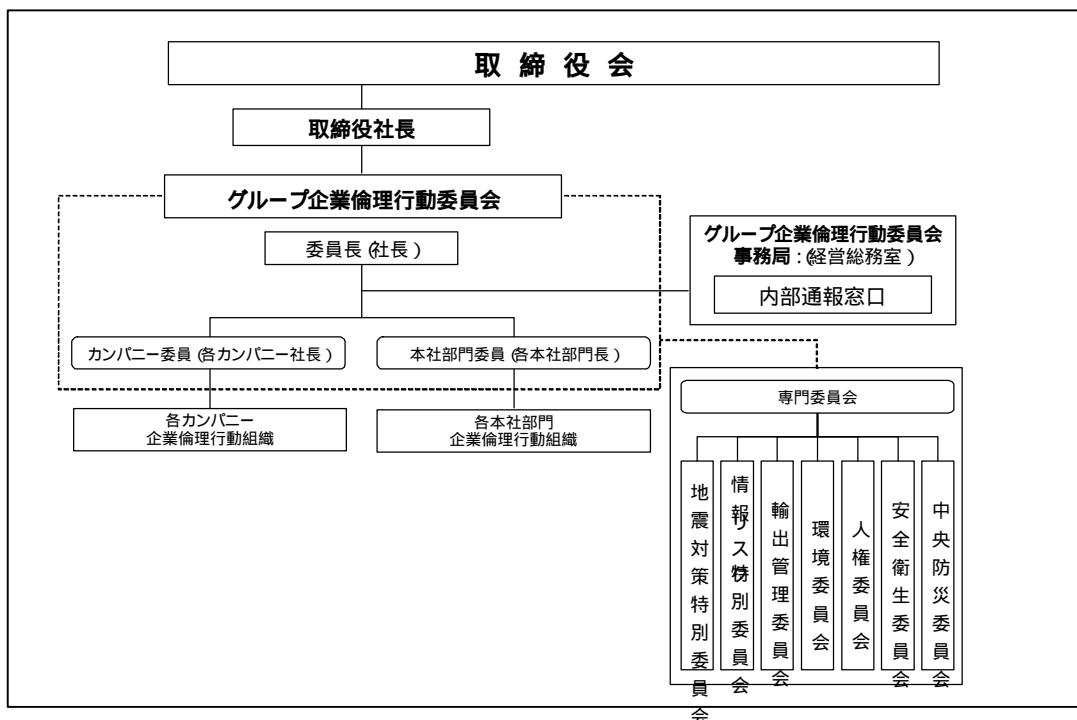 取締役会
取締役社長
グループ企業倫理行動委員会
委員長(社長)
グループ企業倫理行動委員会
事務局:(経営総務室)
内部通報窓口
カンパニー委員(各カンパニー社長)
本社部門委員(各本社部門長)
各カンパニー
企業倫理行動組織
各本社部門
企業倫理行動組織
専門委員会
地震対策特別委員会
情報リスク特別委員会
輸出管理委員会
環境委員会
人権委員会
安全衛生委員会
中央防災委員会